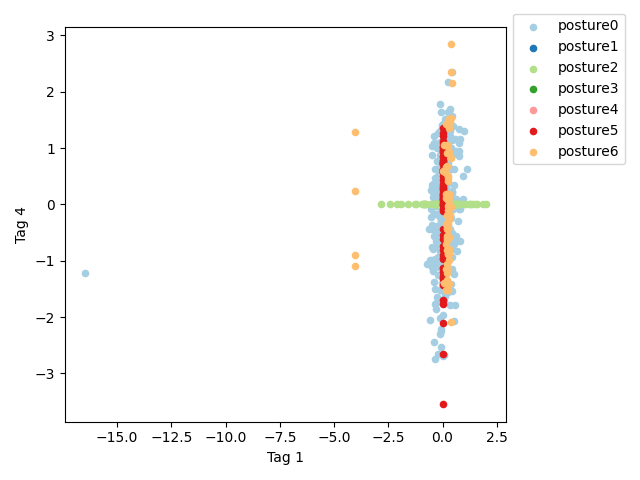 posture0
posture1
posture2
posture3
posture4
posture5
posture6
3
2
1
0
−1
−2
−3
Tag 4
−15.0 −12.5 −10.0 −7.5 −5.0 −2.5 0.0 2.5
Tag 1